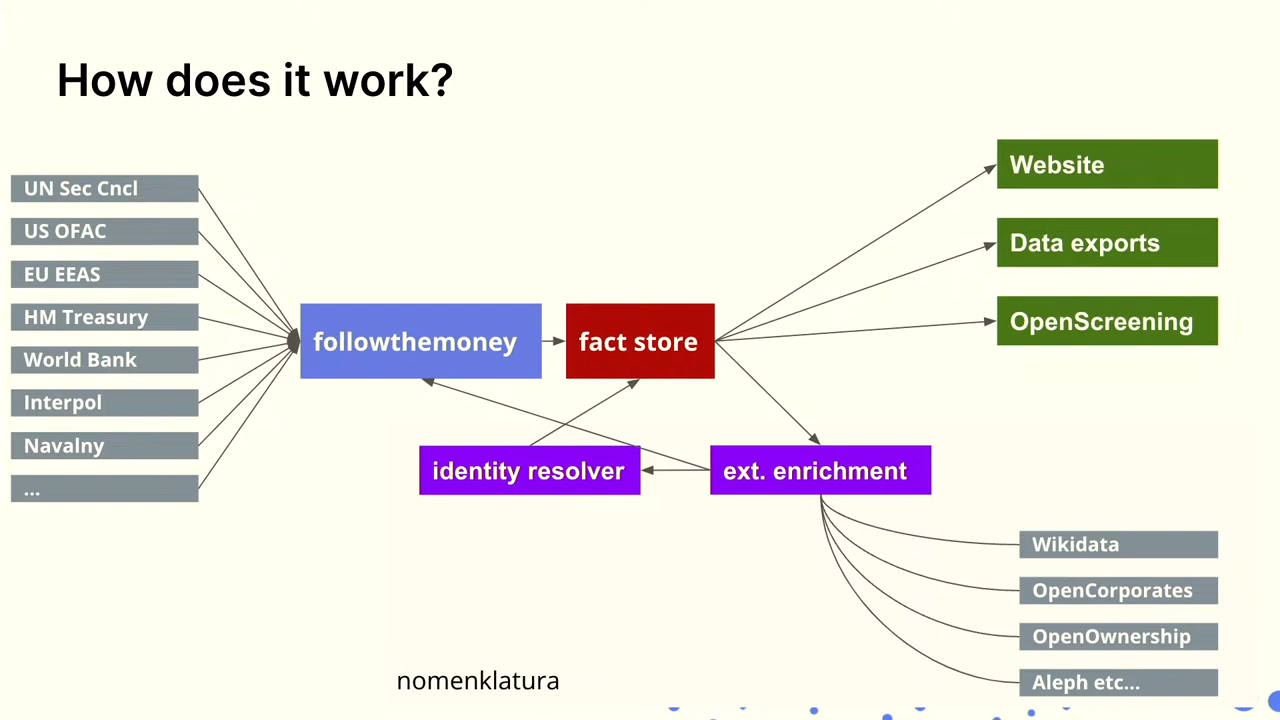 How does it work?
UN Sec Cncl
US OFAC
EU EEAS
HM Treasury
World Bank
Interpol
Navalny
...
followthemoney
fact store
identity resolver
ext. enrichment
Website
Data exports
OpenScreening
Wikidata
OpenCorporates
OpenOwnership
Aleph etc...
nomenklatura